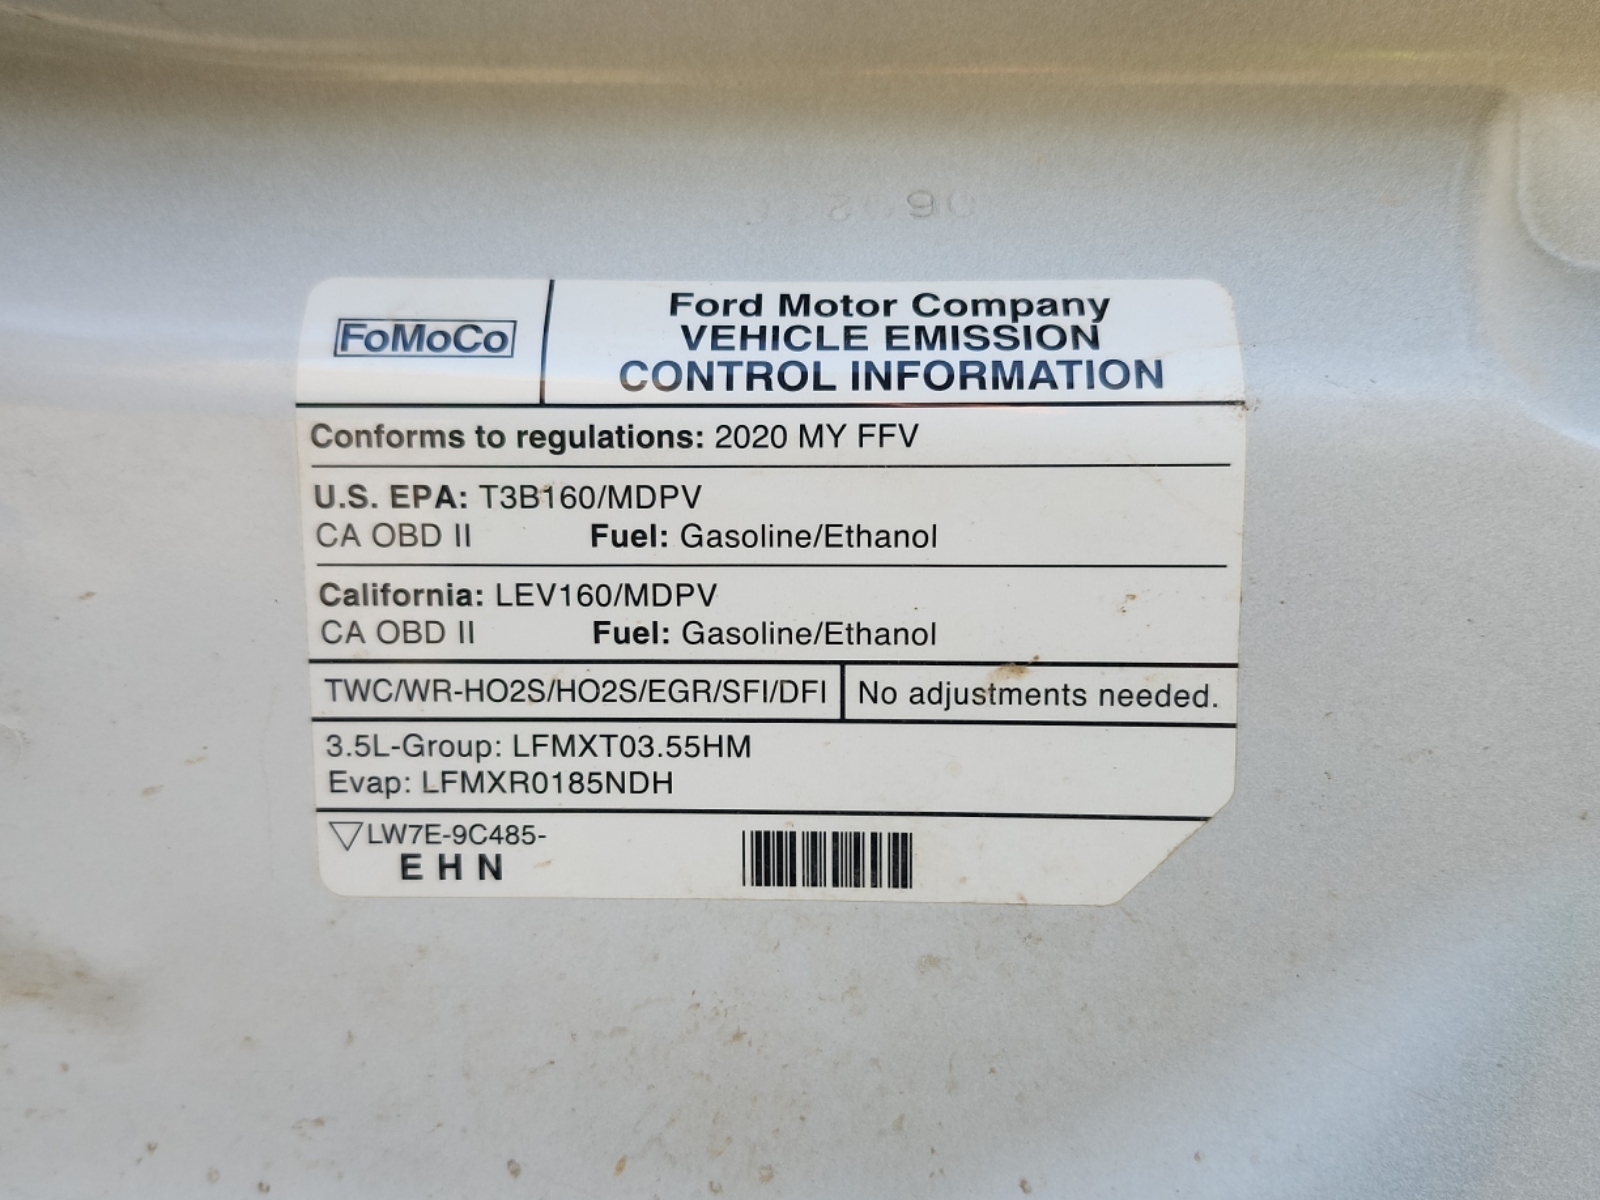 FoMoCo
Ford Motor Company
VEHICLE EMISSION
CONTROL INFORMATION
Conforms to regulations: 2020 MY FFV
U.S. EPA: T3B160/MDPV
CA OBD II Fuel: Gasoline/Ethanol
California: LEV160/MDPV
CA OBD II Fuel: Gasoline/Ethanol
TWC/WR-HO2S/HO2S/EGR/SFI/DFI No adjustments needed.
3.5L-Group: LFMXT03.55HM
Evap: LFMXR0185NDH
LW7E-9C485-
E H N